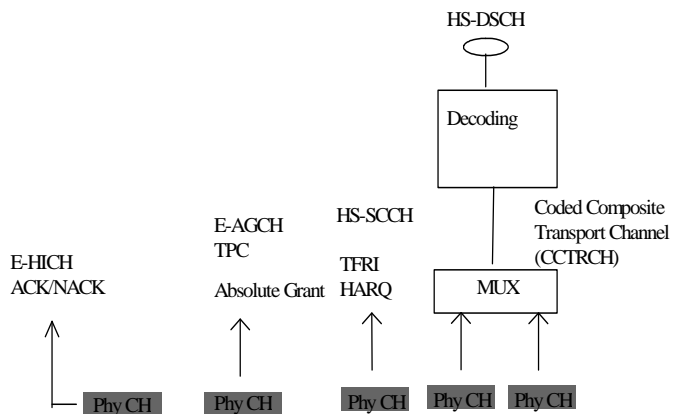 HS-DSCH
Decoding
Coded Composite
Transport Channel
(CCTRCH)
HS-SCCH
TFRI
HARQ
E-AGCH
TPC
Absolute Grant
E-HICH
ACK/NACK
MUX
Phy CH
Phy CH
Phy CH
Phy CH
Phy CH